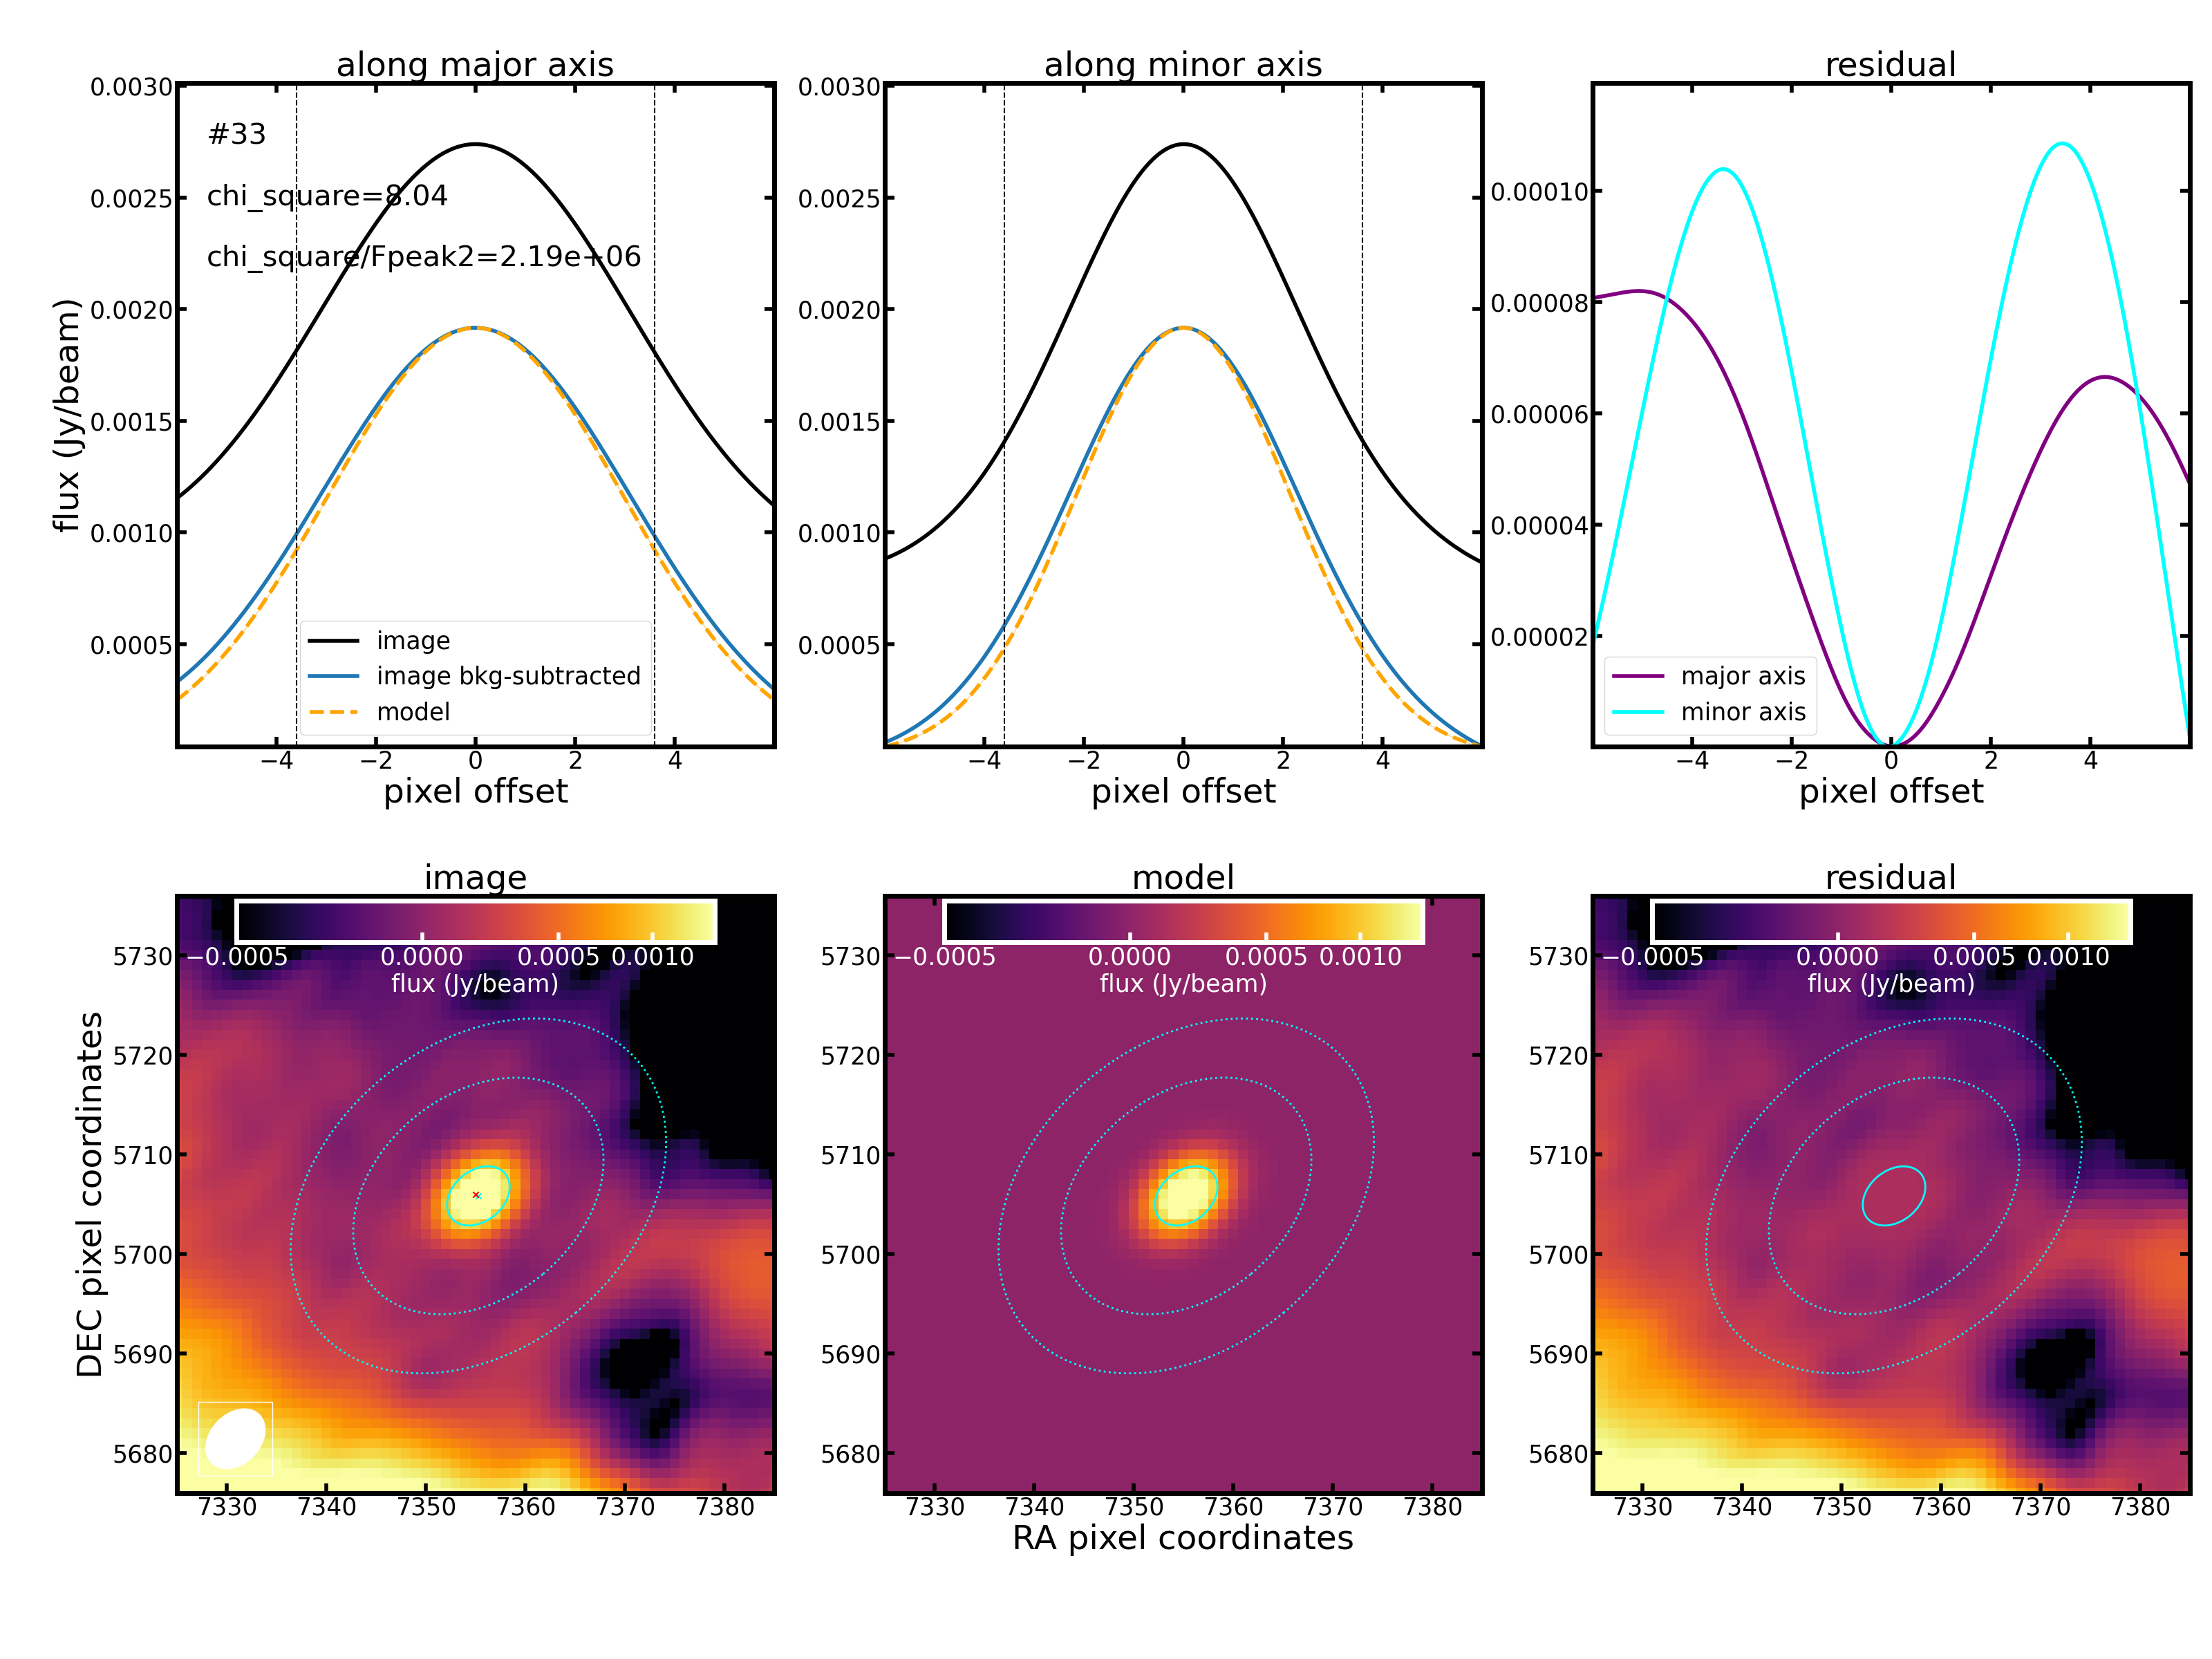 along major axis
along minor axis
residual
0.0030
0.0025
0.0020
0.0015
0.0010
0.0005
flux (Jy/beam)
#33
chi_square=8.04
chi_square/Fpeak2=2.19e+06
image
image bkg-subtracted
model
−4 −2 0 2 4
pixel offset
0.0030
0.0025
0.0020
0.0015
0.0010
0.0005
−4 −2 0 2 4
pixel offset
0.00010
0.00008
0.00006
0.00004
0.00002
major axis
minor axis
−4 −2 0 2 4
pixel offset
image
model
residual
−0.0005 0.0000 0.0005 0.0010
flux (Jy/beam)
DEC pixel coordinates
5730
5720
5710
5700
5690
5680
7330 7340 7350 7360 7370 7380
−0.0005 0.0000 0.0005 0.0010
flux (Jy/beam)
5730
5720
5710
5700
5690
5680
7330 7340 7350 7360 7370 7380
RA pixel coordinates
−0.0005 0.0000 0.0005 0.0010
flux (Jy/beam)
5730
5720
5710
5700
5690
5680
7330 7340 7350 7360 7370 7380